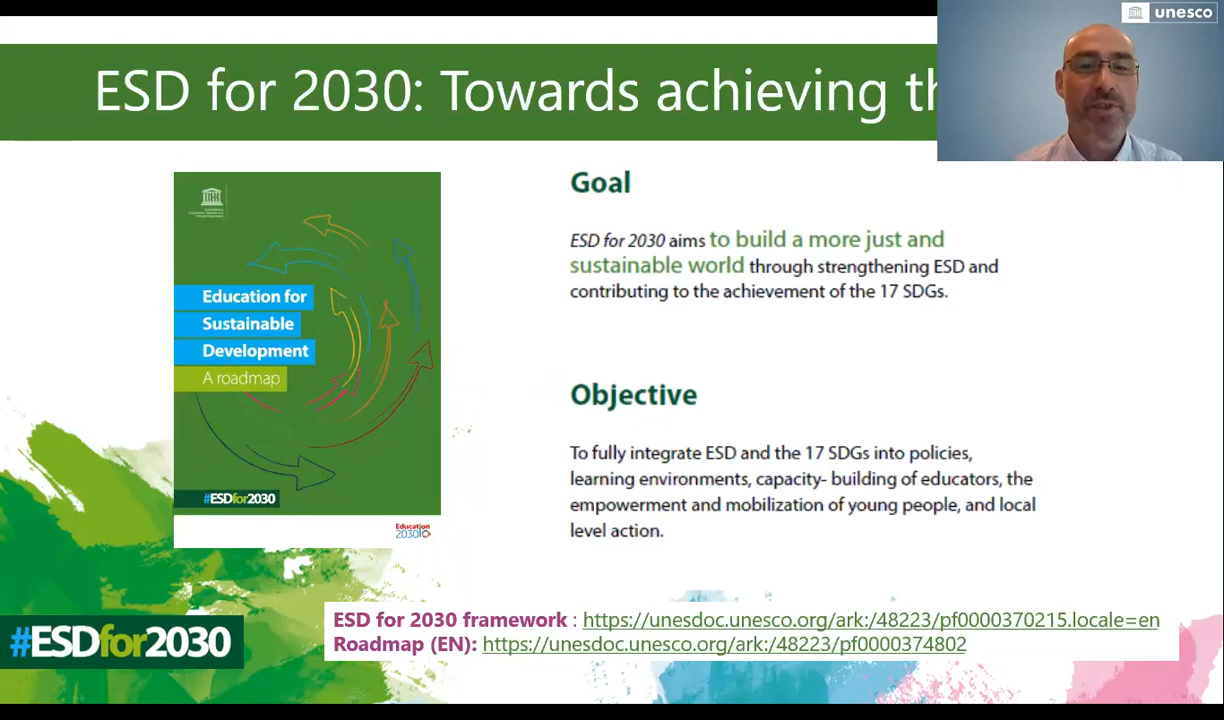 unesco
ESD for 2030: Towards achieving th
Education for
Sustainable
Development
A roadmap
#ESDfor2030
Education
2030
Goal
ESD for 2030 aims to build a more just and
sustainable world through strengthening ESD and
contributing to the achievement of the 17 SDGs.
Objective
To fully integrate ESD and the 17 SDGs into policies,
learning environments, capacity- building of educators, the
empowerment and mobilization of young people, and local
level action.
#ESDfor2030
ESD for 2030 framework : https://unesdoc.unesco.org/ark:/48223/pf0000370215.locale=en
Roadmap (EN): https://unesdoc.unesco.org/ark:/48223/pf0000374802